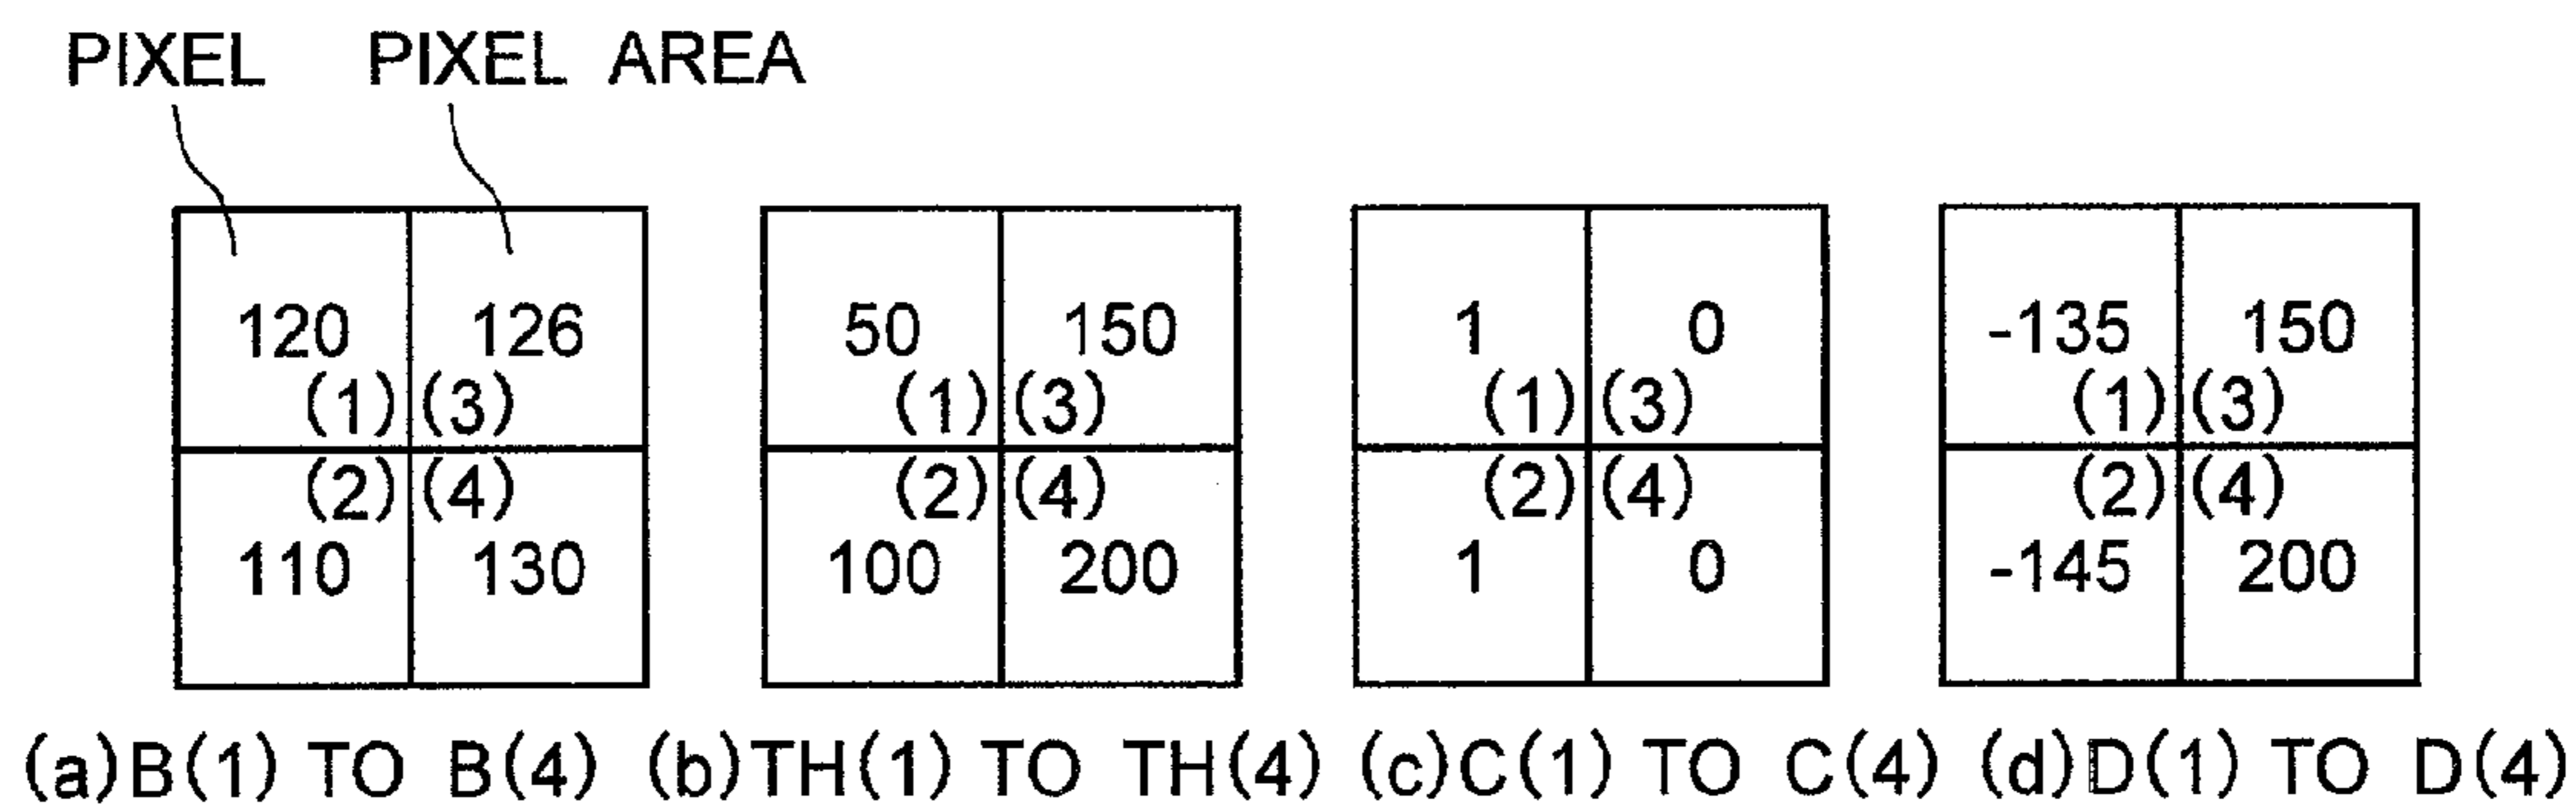 PIXEL PIXEL AREA
120 126 50 150 1 0 -135 150
(1) (3) (1) (3) (1) (3) (1) (3)
(2) (4) (2) (4) (2) (4) (2) (4)
110 130 100 200 1 0 -145 200
(a)B(1) TO B(4) (b)TH(1) TO TH(4) (c)C(1) TO C(4) (d)D(1) TO D(4)